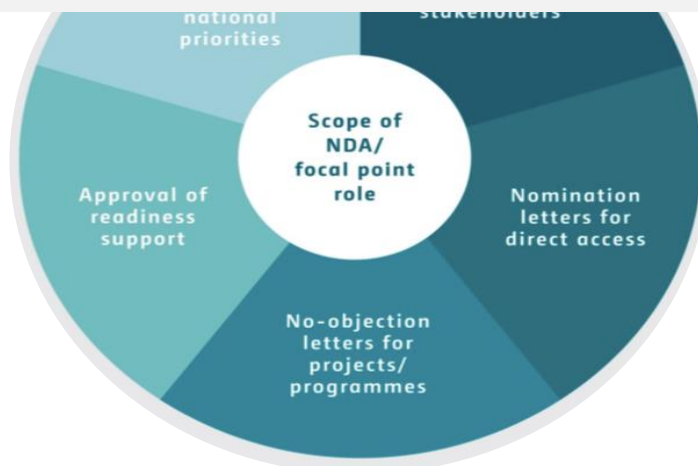 national
priorities
stakeholders
Scope of
NDA/
focal point
role
Approval of
readiness
support
Nomination
letters for
direct access
No-objection
letters for
projects/
programmes